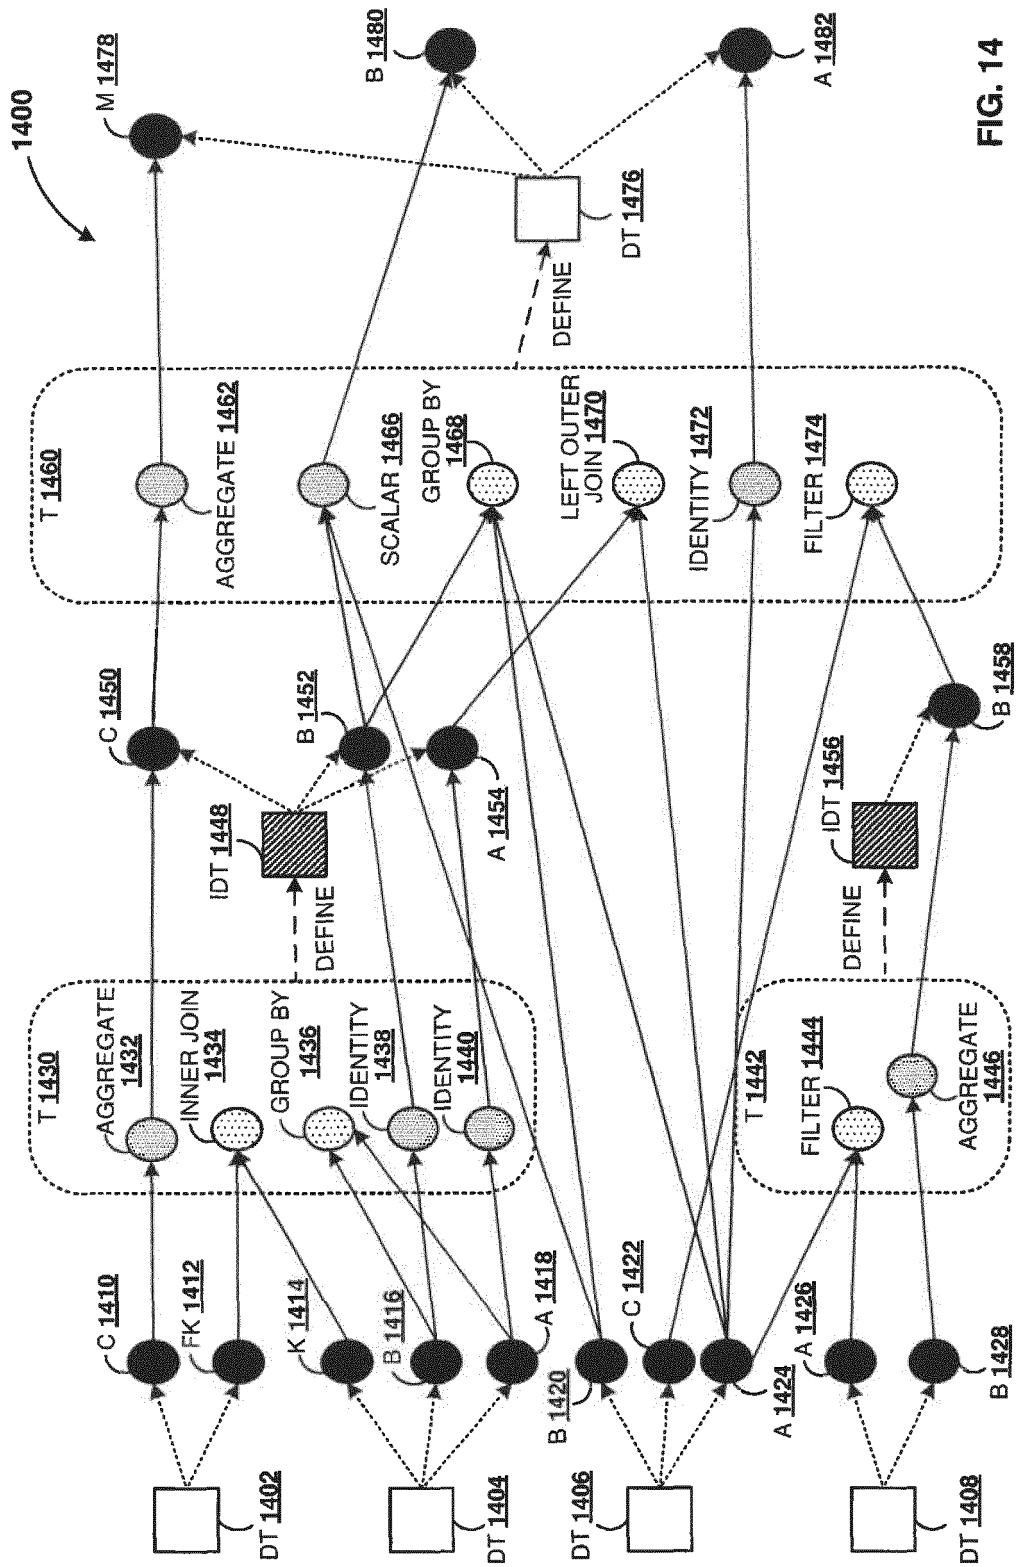 1400
M 1478
B 1480
A 1482
FIG. 14
DT 1476
DEFINE
T 1460
AGGREGATE 1462
SCALAR 1466
GROUP BY
1468
LEFT OUTER
JOIN 1470
IDENTITY 1472
FILTER 1474
C 1450
B 1452
A 1454
IDT 1448
DEFINE
B 1458
IDT 1456
DEFINE
T 1430
AGGREGATE
1432
INNER JOIN
1434
GROUP BY
1436
IDENTITY
1438
IDENTITY
1440
T 1442
FILTER 1444
AGGREGATE
1446
C 1410
FK 1412
K 1414
B 1416
A 1418
B 1420
C 1422
A 1424
A 1426
B 1428
DT 1402
DT 1404
DT 1406
DT 1408